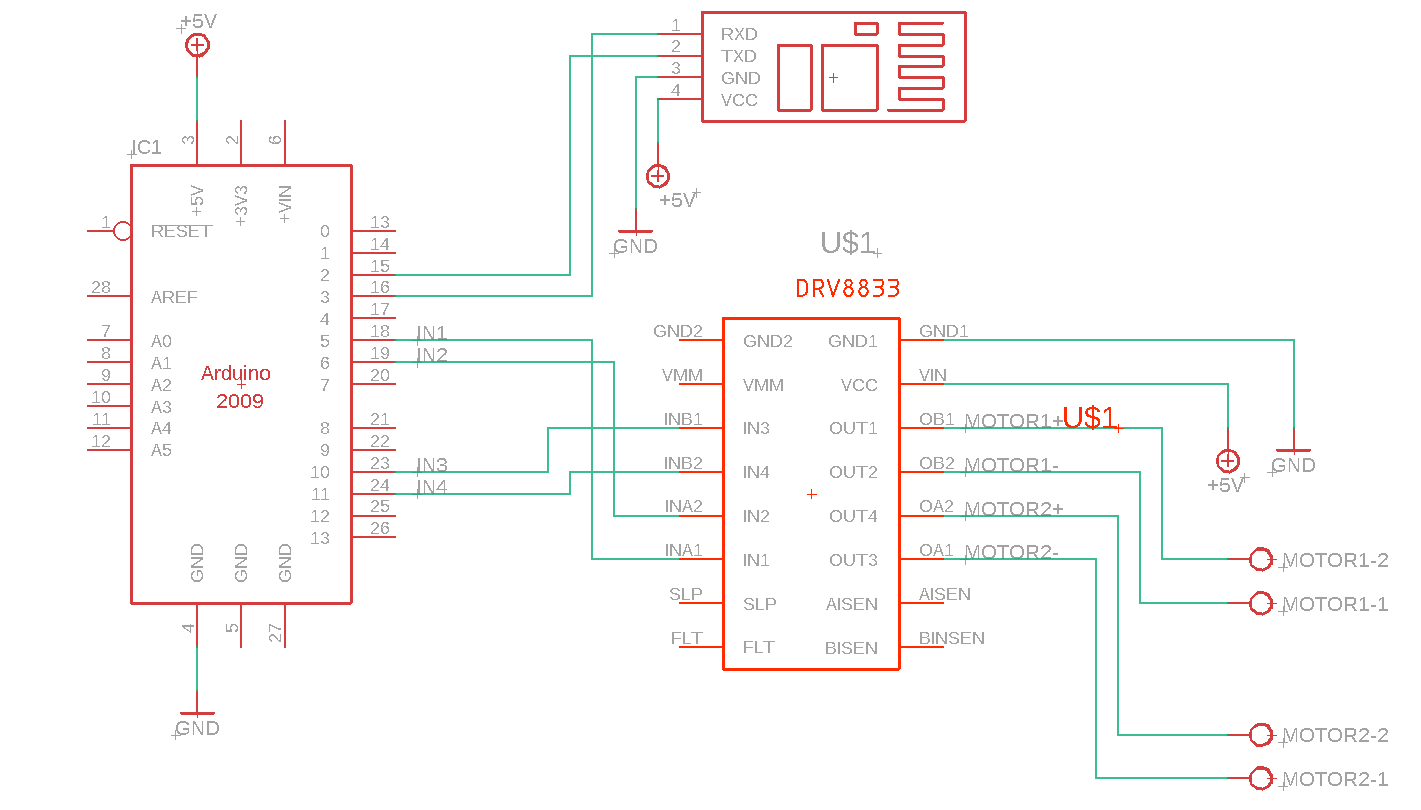 +5V
IC1
3
2
6
+5V
+3V3
+VIN
1
RESET
28
AREF
7
A0
8
A1
9
A2
10
A3
11
A4
12
A5
Arduino
2009
0
13
1
14
2
15
3
16
4
17
5
18
IN1
6
19
IN2
7
20
8
21
9
22
10
23
IN3
11
24
IN4
12
25
13
26
GND
GND
GND
4
5
27
GND
1
RXD
2
TXD
3
GND
4
VCC
+5V
GND
U$1
DRV8833
GND2
GND2
GND1
GND1
VMM
VMM
VCC
VIN
INB1
IN3
OUT1
OB1
MOTOR1+
U$1
INB2
IN4
OUT2
OB2
MOTOR1-
INA2
IN2
OUT4
OA2
MOTOR2+
INA1
IN1
OUT3
OA1
MOTOR2-
SLP
SLP
AISEN
AISEN
FLT
FLT
BISEN
BINSEN
+5V
GND
MOTOR1-2
MOTOR1-1
MOTOR2-2
MOTOR2-1